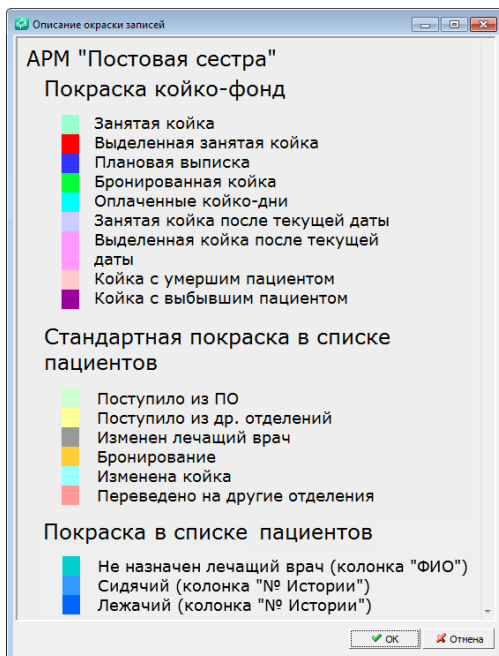 Описание окраски записей
АРМ "Постовая сестра"
Покраска койко-фонд
Занятая койка
Выделенная занятая койка
Плановая выписка
Бронированная койка
Оплаченные койко-дни
Занятая койка после текущей даты
Выделенная койка после текущей
даты
Койка с умершим пациентом
Койка с выбывшим пациентом
Стандартная покраска в списке
пациентов
Поступило из ПО
Поступило из др. отделений
Изменен лечащий врач
Бронирование
Изменена койка
Переведено на другие отделения
Покраска в списке пациентов
Не назначен лечащий врач (колонка "ФИО")
Сидячий (колонка "№ Истории")
Лежачий (колонка "№ Истории")
ОК Отмена